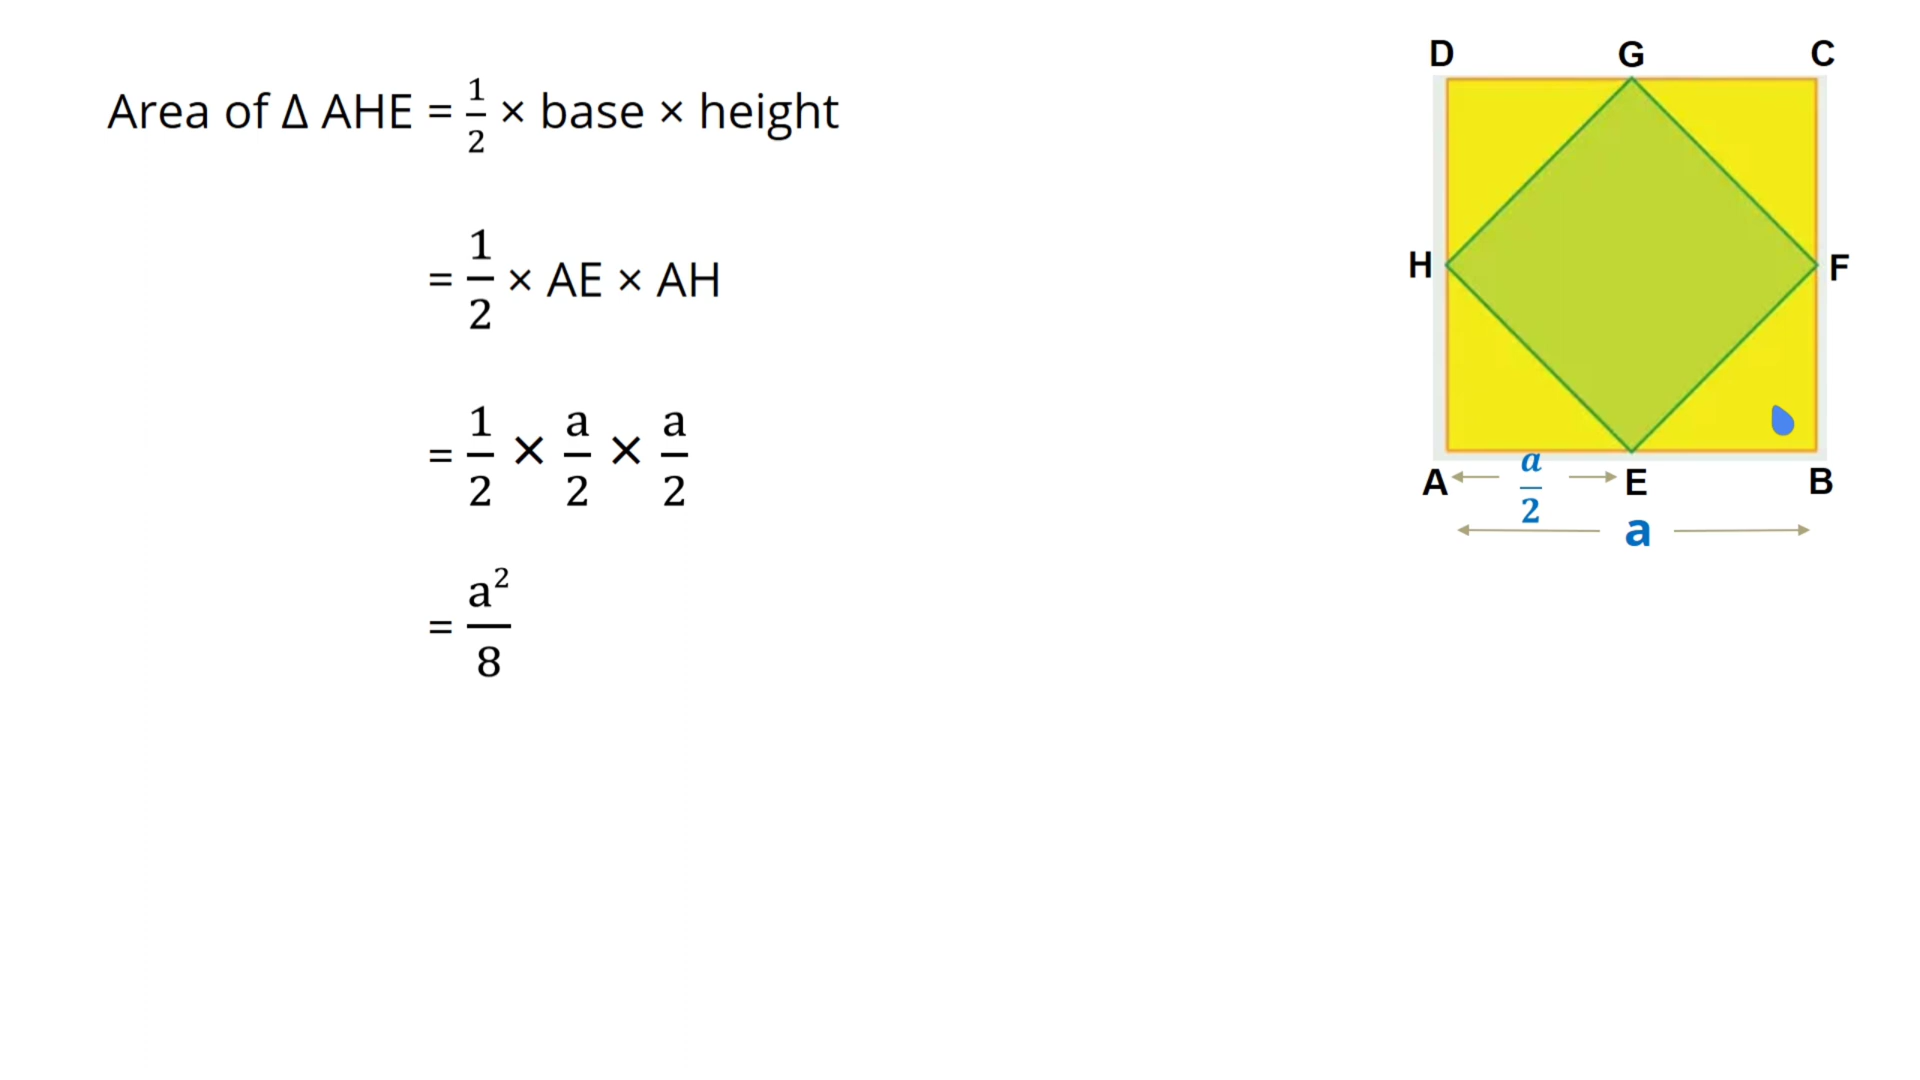 Area of Δ AHE = 1/2 × base × height
= 1/2 × AE × AH
= 1/2 × a/2 × a/2
= a²/8
D G C
H F
A a/2 E B
a